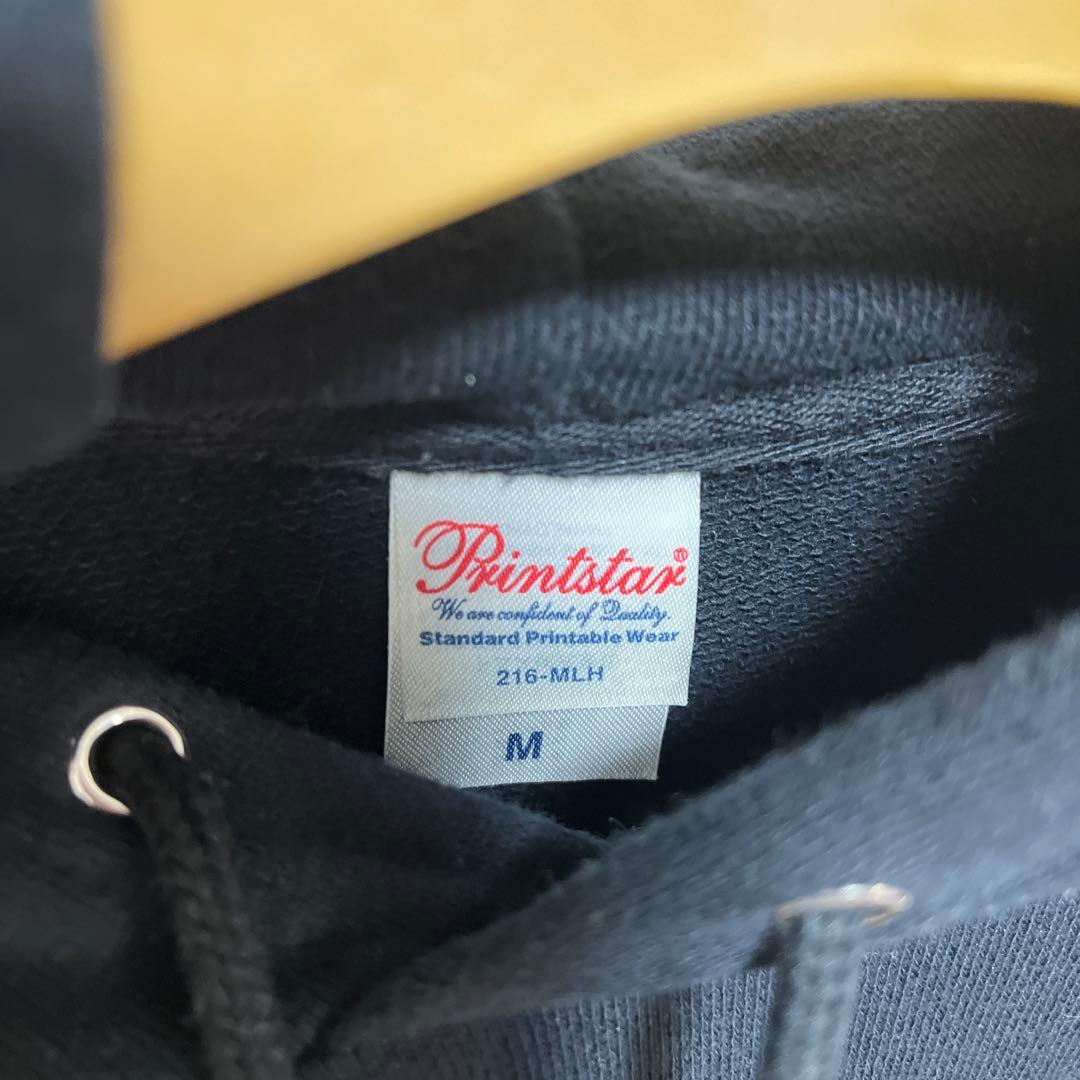 Printstar®
We are confident of Quality.
Standard Printable Wear
216-MLH
M